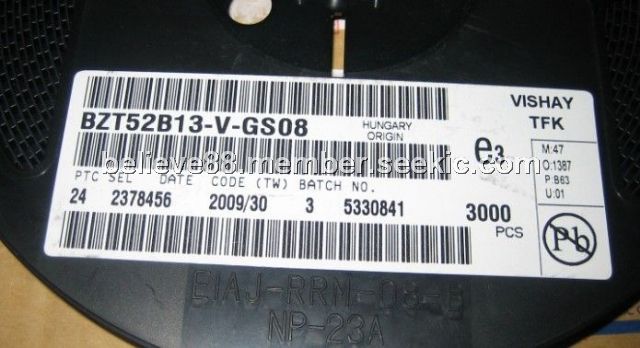 VISHAY
TFK
BZT52B13-V-GS08
HUNGARY
ORIGIN
e3
M:47
O:1387
P:B63
U:01
believe88.member.seekic.com
PTC SEL DATE CODE (TW) BATCH NO.
24 2378456 2009/30 3 5330841
3000
PCS
Pb
EIAJ-RRM-08-B
NP-23A